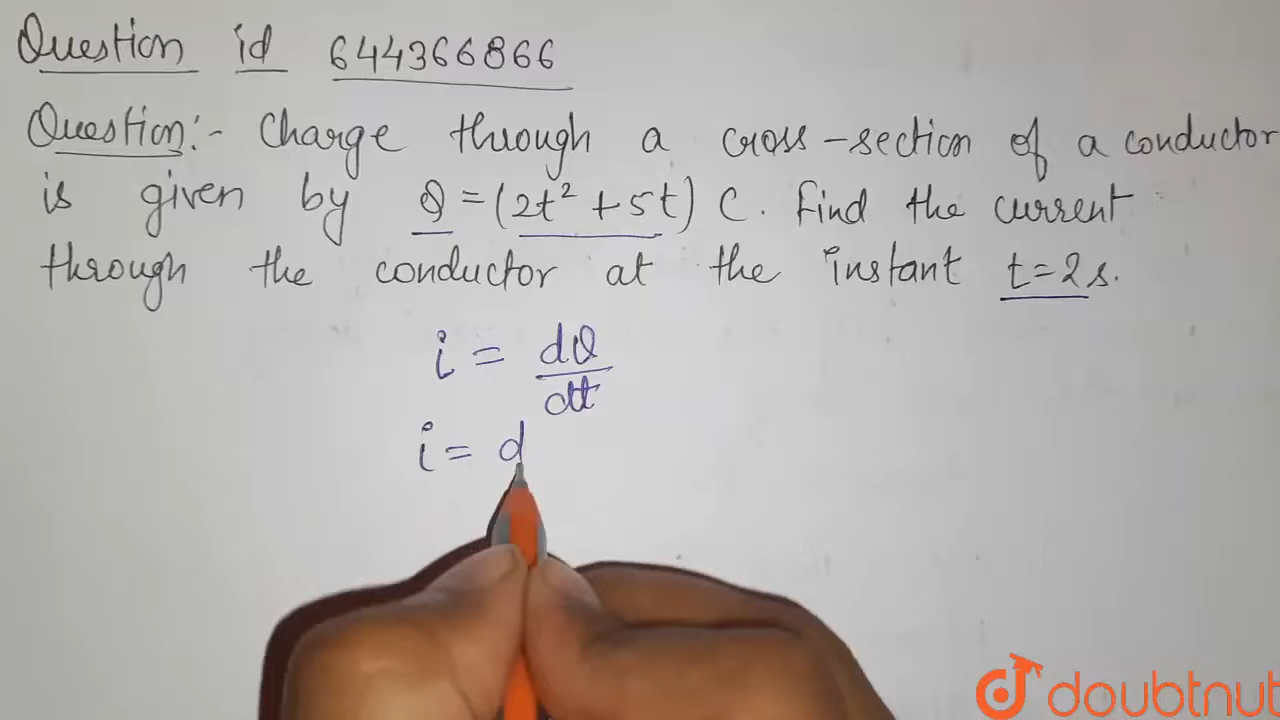 Question id 644366866
Question:- Charge through a cross-section of a conductor
is given by Q = (2t² + 5t) C. Find the current
through the conductor at the instant t=2s.
i = dQ/dt
i = d
doubtnut